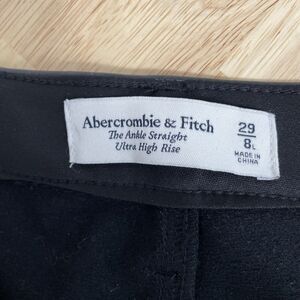 Abercrombie & Fitch
The Ankle Straight
Ultra High Rise
29
8L
MADE IN
CHINA